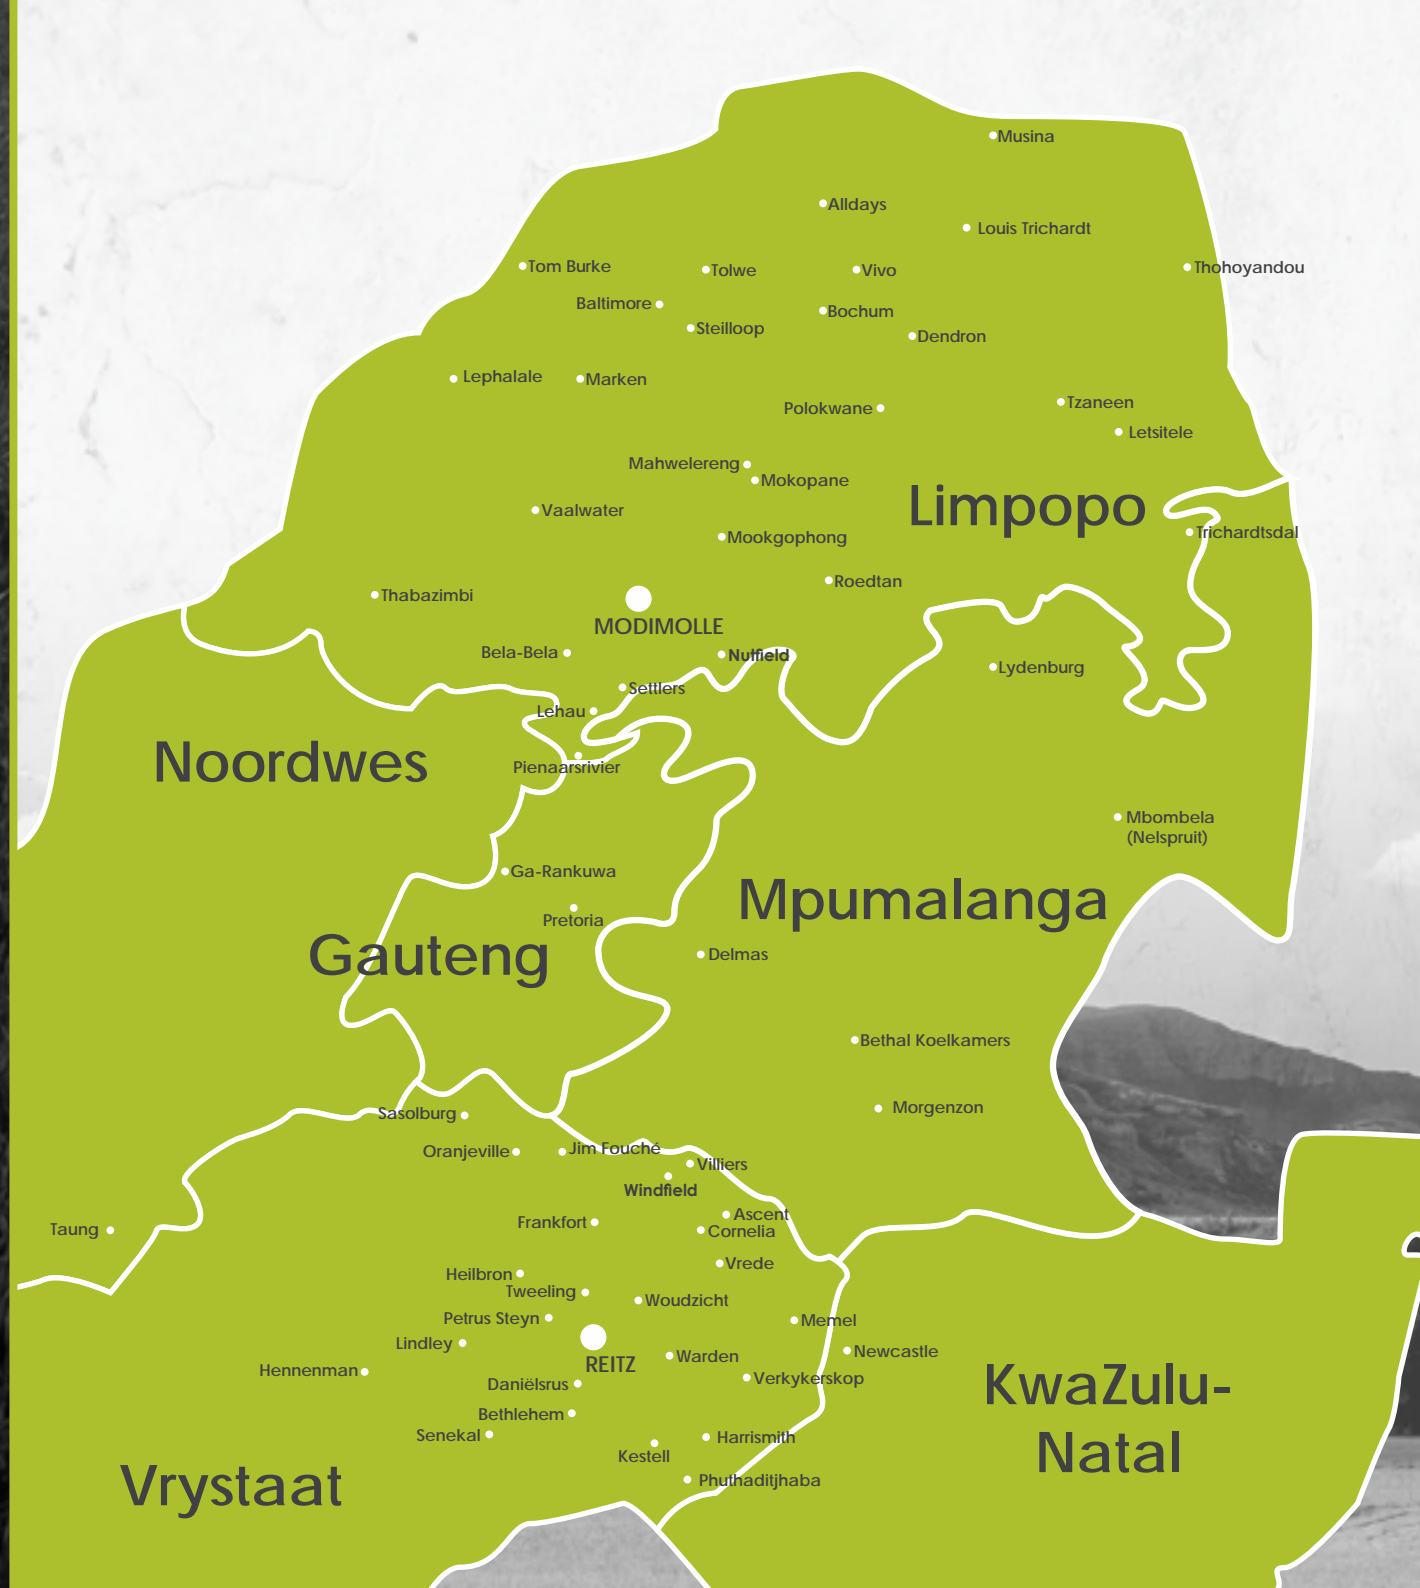 Musina
Alldays
Louis Trichardt
Tom Burke
Tolwe
Vivo
Thohoyandou
Baltimore
Bochum
Steilloop
Dendron
Lephalale
Marken
Polokwane
Tzaneen
Letsitele
Mahwelereng
Mokopane
Limpopo
Vaalwater
Mookgophong
Trichardtsdal
Roedtan
Thabazimbi
MODIMOLLE
Bela-Bela
Nutfield
Lydenburg
Settlers
Lehau
Noordwes
Pienaarsrivier
Mbombela
(Nelspruit)
Ga-Rankuwa
Mpumalanga
Pretoria
Gauteng
Delmas
Bethal Koelkamers
Morgenzon
Sasolburg
Oranjeville
Jim Fouché
Villiers
Windfield
Ascent
Taung
Frankfort
Cornelia
Vrede
Heilbron
Tweeling
Woudzicht
Petrus Steyn
Memel
Lindley
Newcastle
REITZ
Warden
Hennenman
Verkykerskop
Daniëlsrus
KwaZulu-
Natal
Bethlehem
Senekal
Harrismith
Kestell
Vrystaat
Phuthaditjhaba